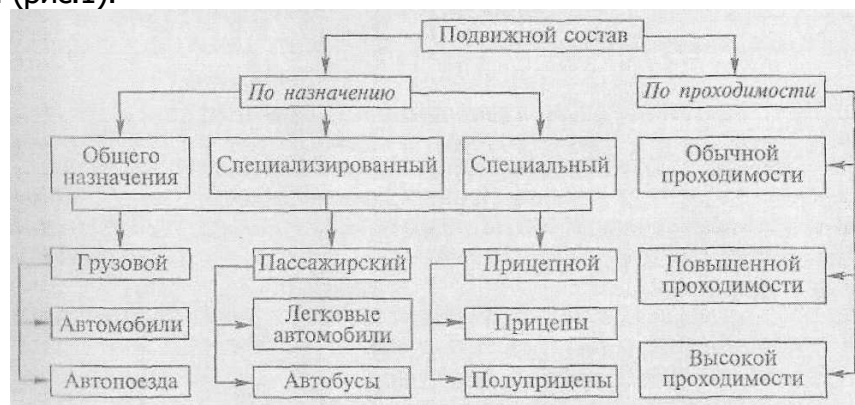 (рис.1).
Подвижной состав
По назначению
По проходимости
Общего
назначения
Специализированный
Специальный
Обычной
проходимости
Грузовой
Пассажирский
Прицепной
Повышенной
проходимости
Автомобили
Легковые
автомобили
Прицепы
Автопоезда
Автобусы
Полуприцепы
Высокой
проходимости